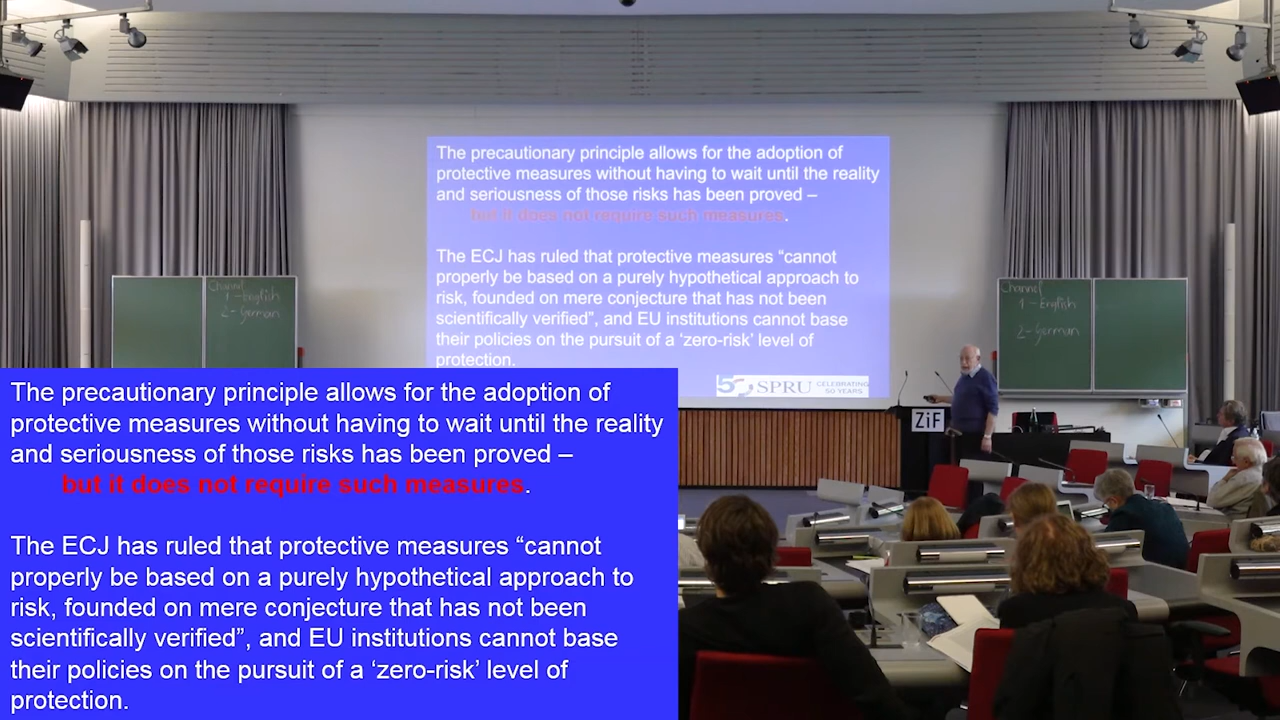 The precautionary principle allows for the adoption of
protective measures without having to wait until the reality
and seriousness of those risks has been proved –
but it does not require such measures.
The ECJ has ruled that protective measures “cannot
properly be based on a purely hypothetical approach to
risk, founded on mere conjecture that has not been
scientifically verified”, and EU institutions cannot base
their policies on the pursuit of a ‘zero-risk’ level of
protection.
50 SPRU CELEBRATING
50 YEARS
Channel
1 - English
2 - German
Channel
1 - English
2 - German
ZiF
The precautionary principle allows for the adoption of
protective measures without having to wait until the reality
and seriousness of those risks has been proved –
but it does not require such measures.
The ECJ has ruled that protective measures “cannot
properly be based on a purely hypothetical approach to
risk, founded on mere conjecture that has not been
scientifically verified”, and EU institutions cannot base
their policies on the pursuit of a ‘zero-risk’ level of
protection.